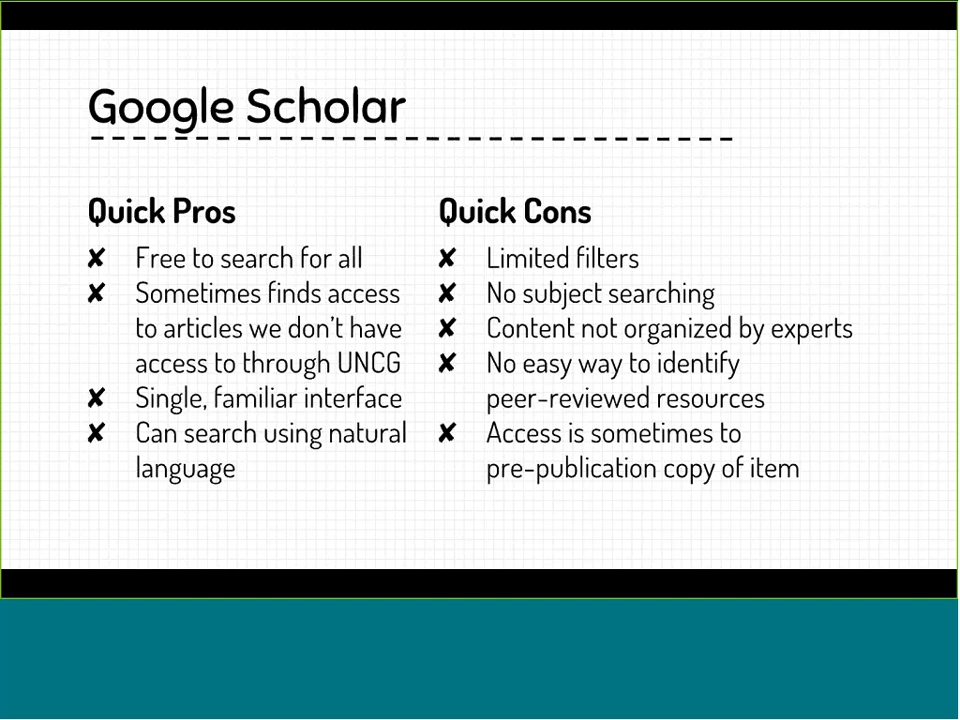 Google Scholar
Quick Pros
✘ Free to search for all
✘ Sometimes finds access
to articles we don't have
access to through UNCG
✘ Single, familiar interface
✘ Can search using natural
language
Quick Cons
✘ Limited filters
✘ No subject searching
✘ Content not organized by experts
✘ No easy way to identify
peer-reviewed resources
✘ Access is sometimes to
pre-publication copy of item